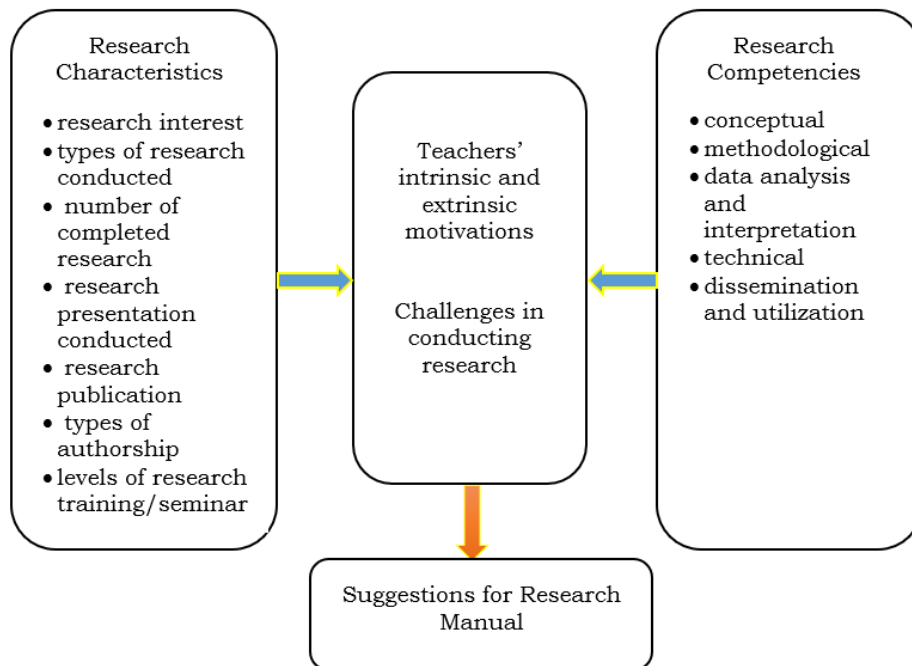 Research
Characteristics
• research interest
• types of research
conducted
• number of
completed
research
• research
presentation
conducted
• research
publication
• types of
authorship
• levels of research
training/seminar
Teachers'
intrinsic and
extrinsic
motivations
Challenges in
conducting
research
Research
Competencies
• conceptual
• methodological
• data analysis
and
interpretation
• technical
• dissemination
and utilization
Suggestions for Research
Manual